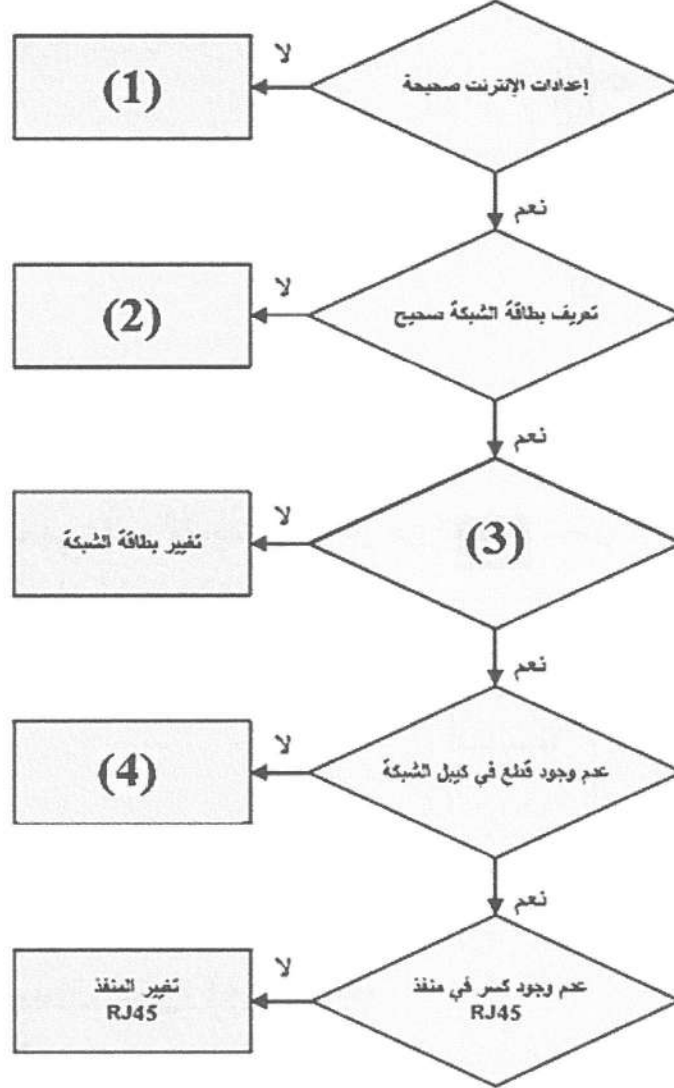 إعدادات الإنترنت صحيحة
لا
(1)
نعم
تعريف بطاقة الشبكة صحيح
لا
(2)
نعم
(3)
لا
تغيير بطاقة الشبكة
نعم
عدم وجود قطع في كيبل الشبكة
لا
(4)
نعم
عدم وجود كسر في منفذ
RJ45
لا
تغيير المنفذ
RJ45